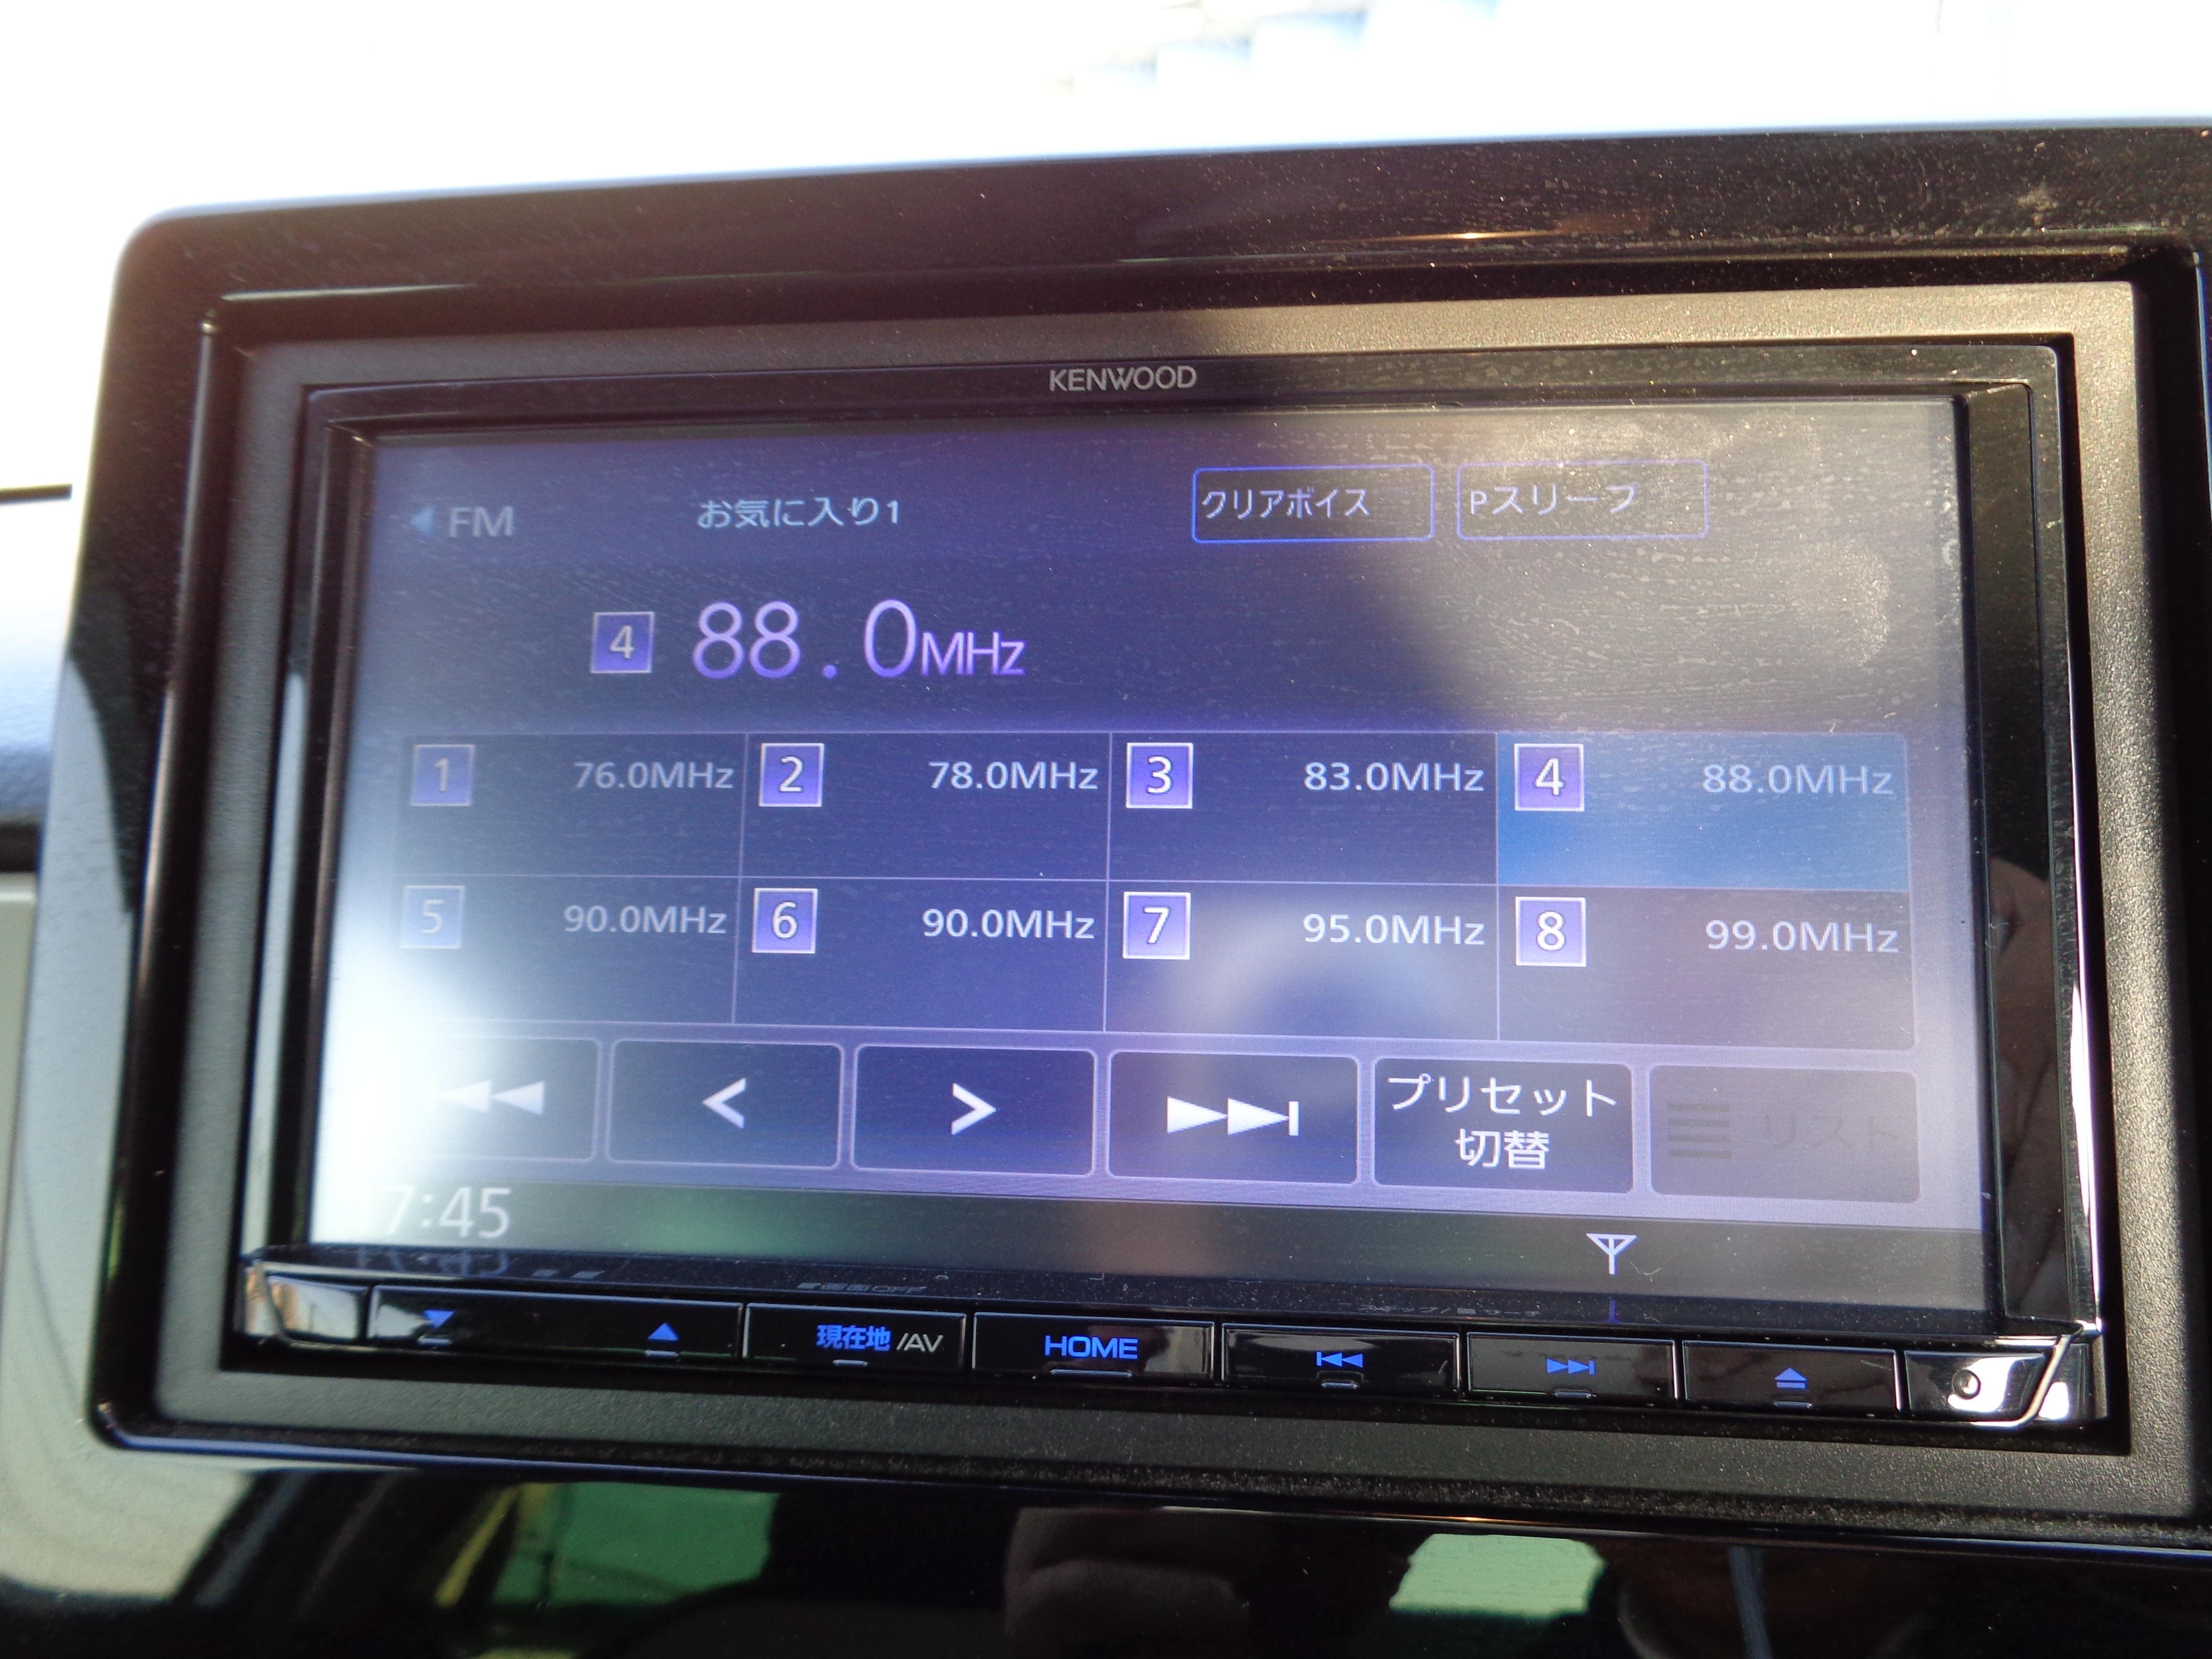 KENWOOD
FM お気に入り1 クリアボイス Pスリープ
4 88.0MHz
1 76.0MHz 2 78.0MHz 3 83.0MHz 4 88.0MHz
5 90.0MHz 6 90.0MHz 7 95.0MHz 8 99.0MHz
プリセット
切替
リスト
7:45
現在地/AV HOME